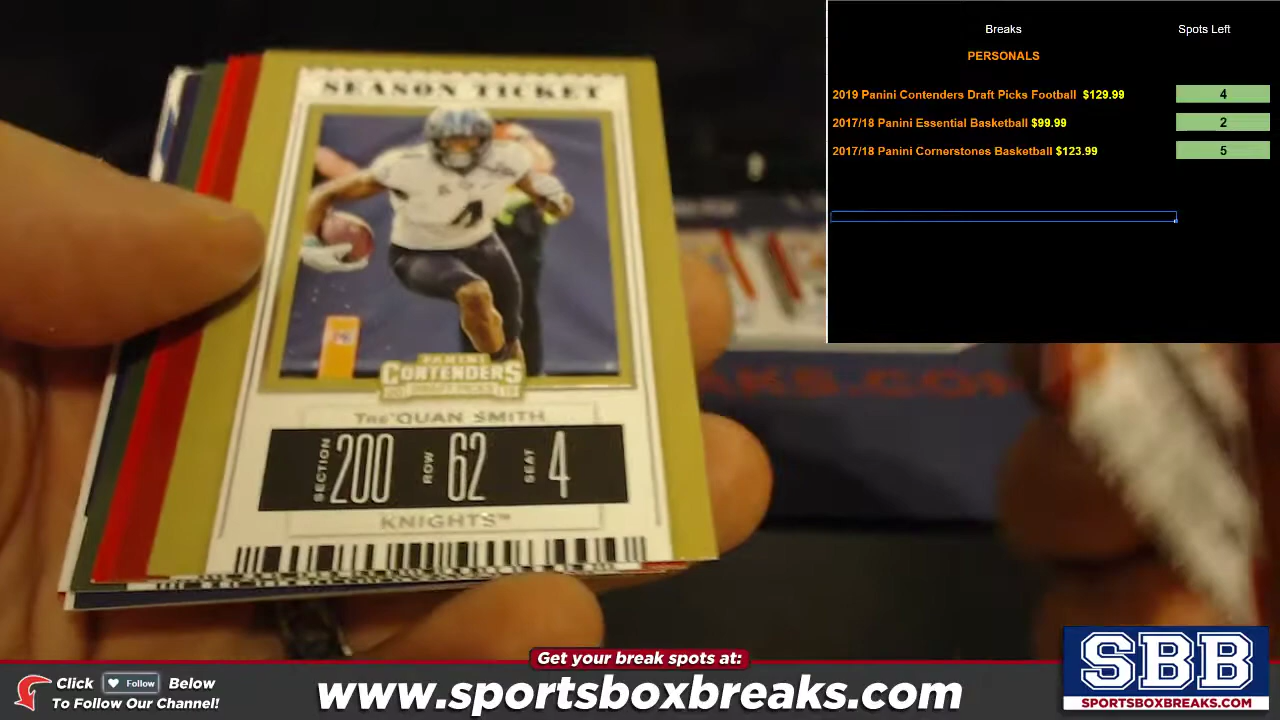 SEASON TICKET
PANINI
CONTENDERS
DRAFT PICKS
TRE'QUAN SMITH
SECTION 200 ROW 62 SEAT 4
KNIGHTS™
Breaks Spots Left
PERSONALS
2019 Panini Contenders Draft Picks Football $129.99 4
2017/18 Panini Essential Basketball $99.99 2
2017/18 Panini Cornerstones Basketball $123.99 5
Get your break spots at:
Click Follow Below
To Follow Our Channel!
www.sportsboxbreaks.com
SBB
SPORTSBOXBREAKS.COM